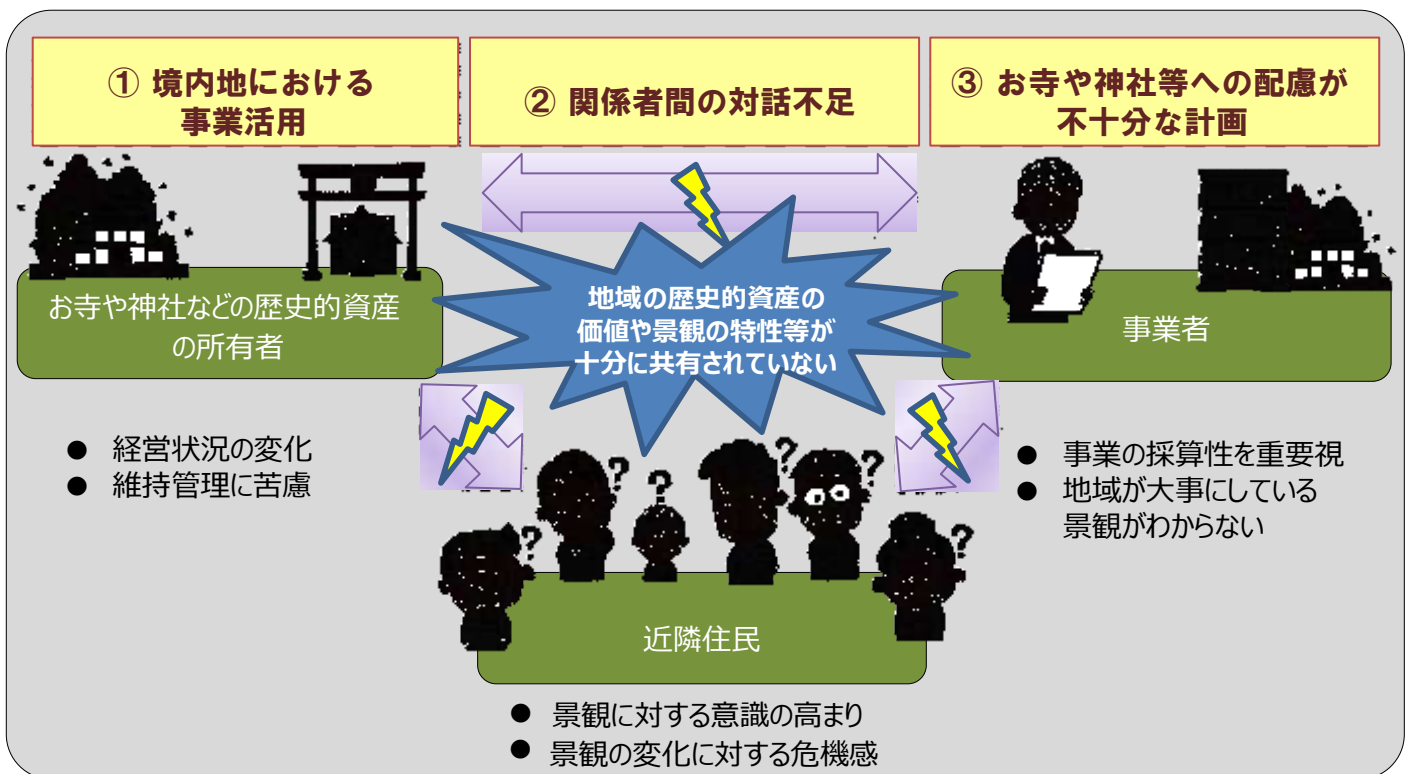 ① 境内地における
事業活用
② 関係者間の対話不足
③ お寺や神社等への配慮が
不十分な計画
お寺や神社などの歴史的資産
の所有者
地域の歴史的資産の
価値や景観の特性等が
十分に共有されていない
事業者
● 経営状況の変化
● 維持管理に苦慮
● 事業の採算性を重要視
● 地域が大事にしている
景観がわからない
? ? ? ? ? ?
近隣住民
● 景観に対する意識の高まり
● 景観の変化に対する危機感